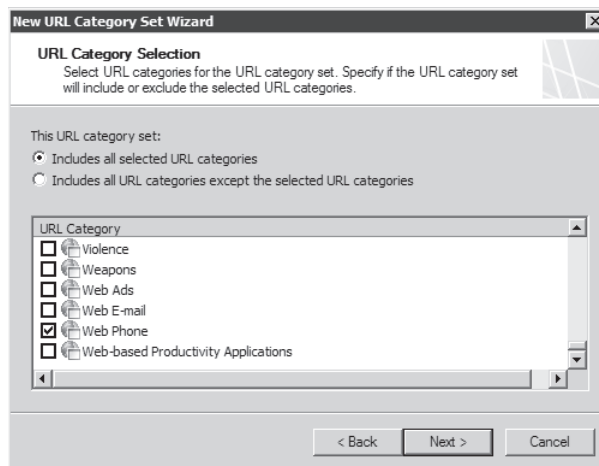 New URL Category Set Wizard
URL Category Selection
Select URL categories for the URL category set. Specify if the URL category set
will include or exclude the selected URL categories.
This URL category set:
Includes all selected URL categories
Includes all URL categories except the selected URL categories
URL Category
Violence
Weapons
Web Ads
Web E-mail
Web Phone
Web-based Productivity Applications
< Back
Next >
Cancel